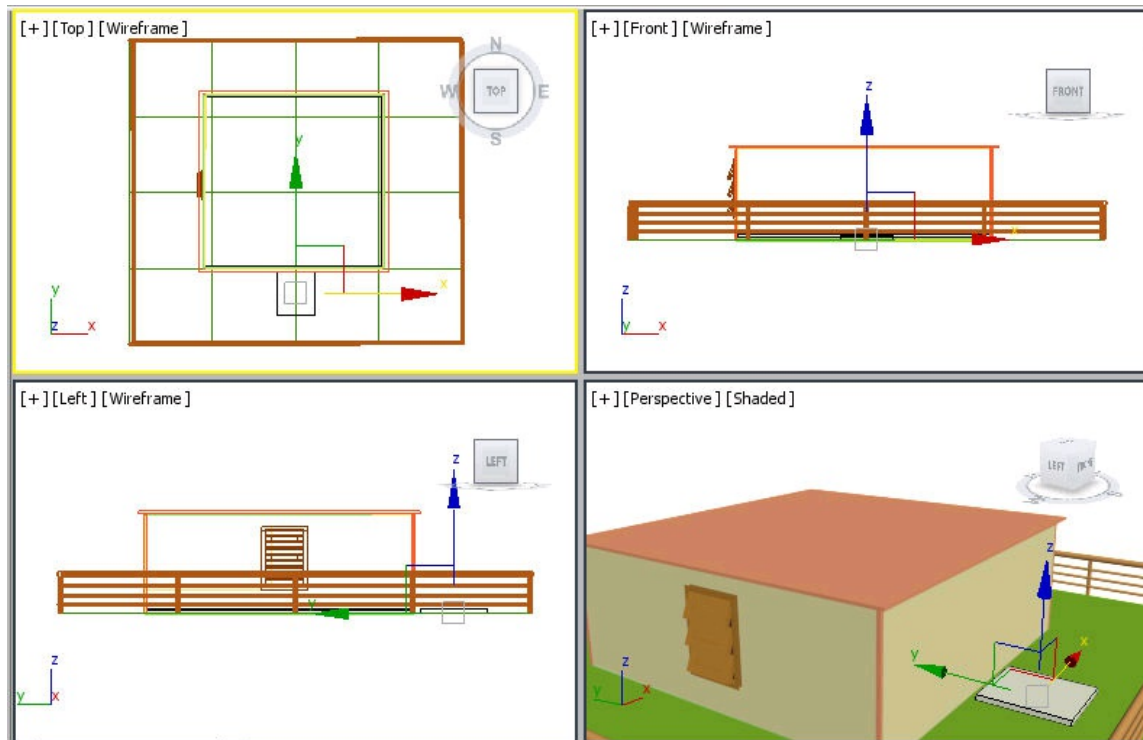 [+] [Top] [Wireframe]
N
W TOP E
S
y
x
y
z x
[+] [Front] [Wireframe]
FRONT
z
x
z
y x
[+] [Left] [Wireframe]
LEFT
z
y
z
y x
[+] [Perspective] [Shaded]
LEFT
z
x
y
z
y x